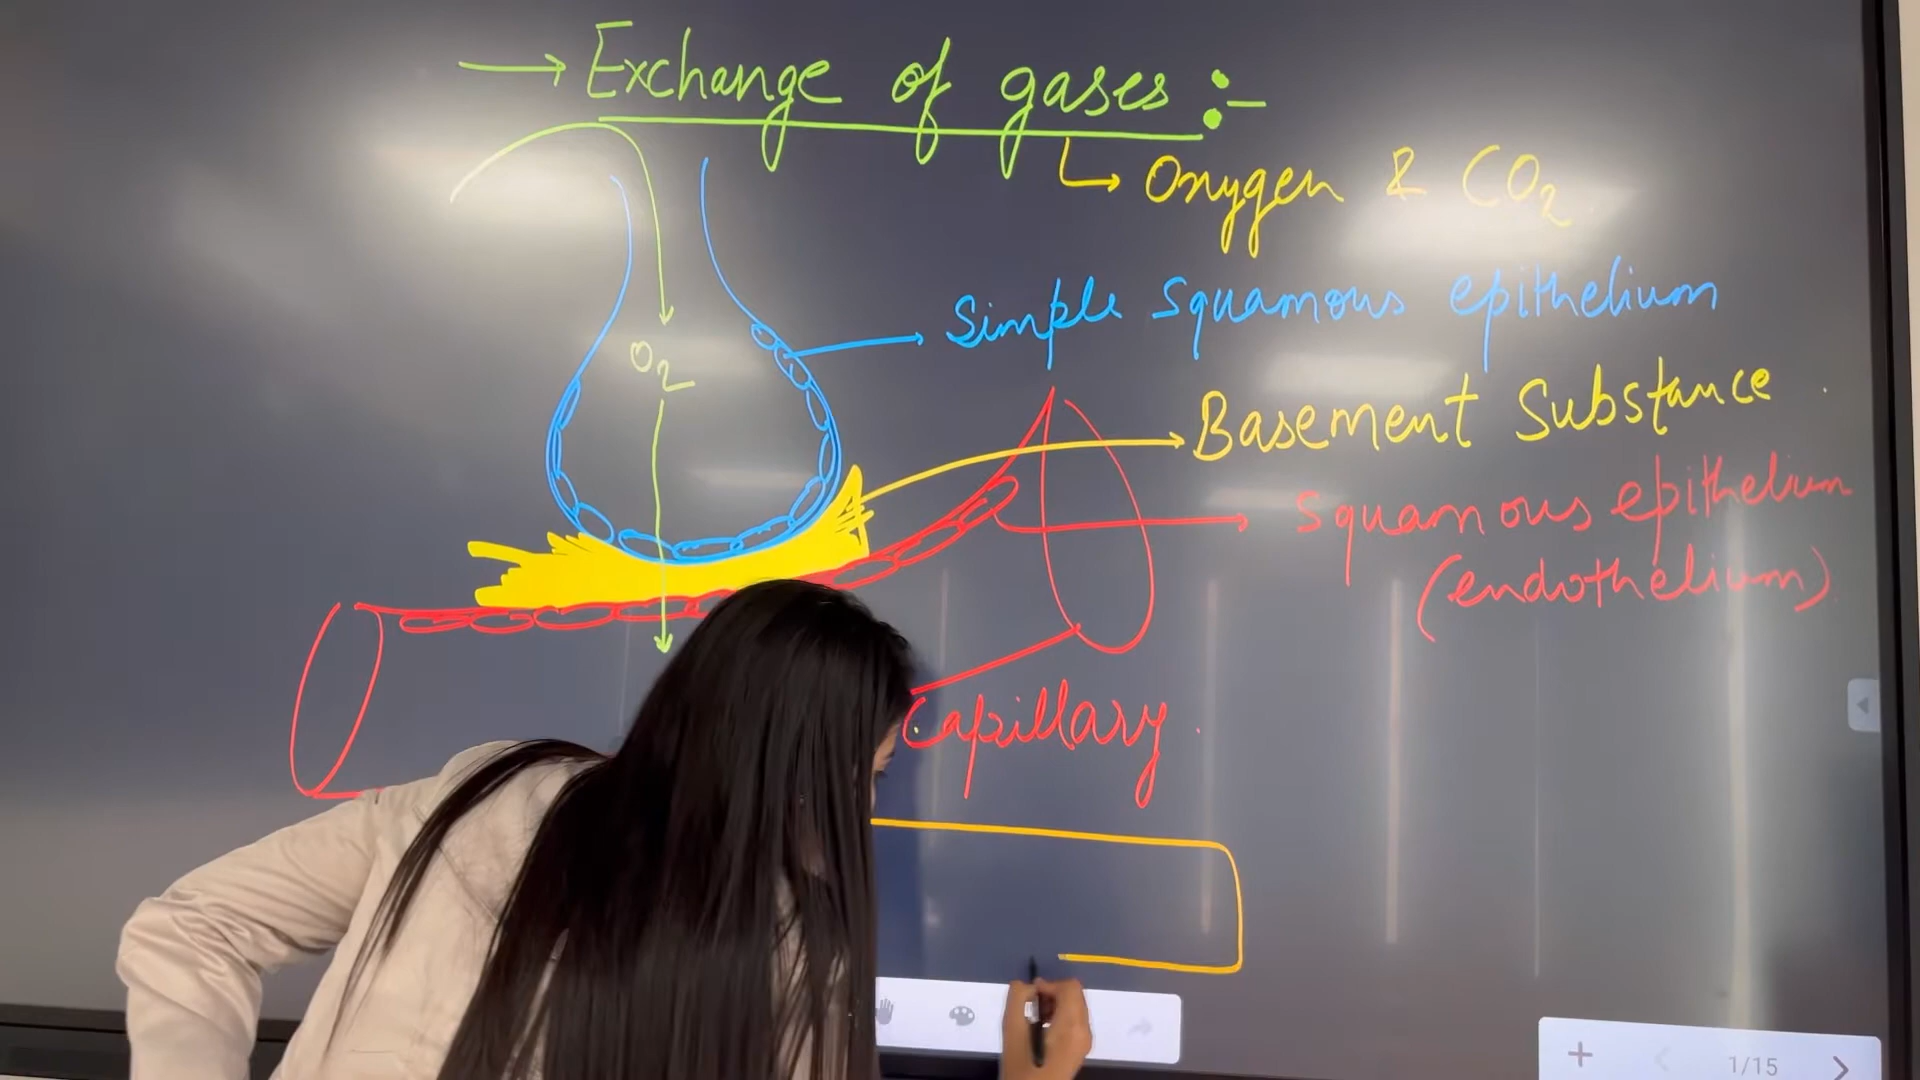 → Exchange of gases :-
↳ Oxygen & CO₂
Simple Squamous epithelium
O₂
Basement Substance
Squamous epithelium
(endothelium)
Capillary
1/15